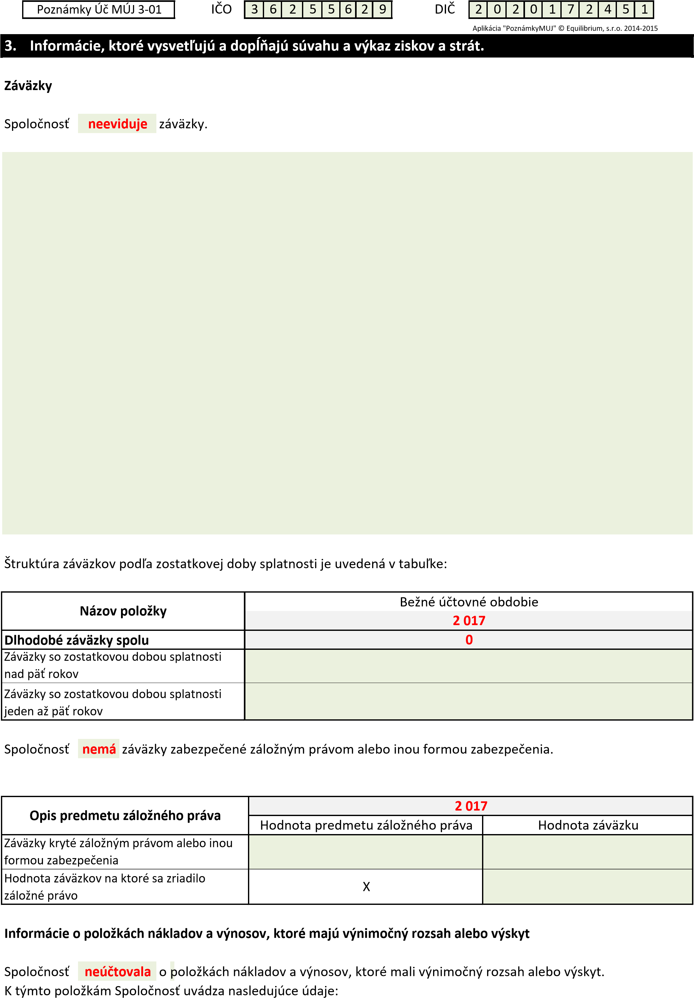 Poznámky Úč MÚJ 3-01 IČO 3 6 2 5 5 6 2 9 DIČ 2 0 2 0 1 7 2 4 5 1
Aplikácia "PoznámkyMUJ" © Equilibrium, s.r.o. 2014-2015
3. Informácie, ktoré vysvetľujú a dopĺňajú súvahu a výkaz ziskov a strát.
Záväzky
Spoločnosť neeviduje záväzky.
Štruktúra záväzkov podľa zostatkovej doby splatnosti je uvedená v tabuľke:
Názov položky
Bežné účtovné obdobie
2 017
Dlhodobé záväzky spolu 0
Záväzky so zostatkovou dobou splatnosti
nad päť rokov
Záväzky so zostatkovou dobou splatnosti
jeden až päť rokov
Spoločnosť nemá záväzky zabezpečené záložným právom alebo inou formou zabezpečenia.
Opis predmetu záložného práva
2 017
Hodnota predmetu záložného práva Hodnota záväzku
Záväzky kryté záložným právom alebo inou
formou zabezpečenia
Hodnota záväzkov na ktoré sa zriadilo
záložné právo
X
Informácie o položkách nákladov a výnosov, ktoré majú výnimočný rozsah alebo výskyt
Spoločnosť neúčtovala o položkách nákladov a výnosov, ktoré mali výnimočný rozsah alebo výskyt.
K týmto položkám Spoločnosť uvádza nasledujúce údaje: